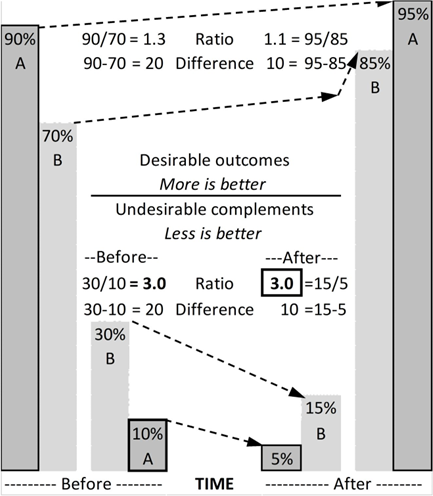 95%
A
90%
A
90/70 = 1.3 Ratio 1.1 = 95/85
90-70 = 20 Difference 10 = 95-85
85%
B
70%
B
Desirable outcomes
More is better
Undesirable complements
Less is better
--Before-- ---After---
30/10 = 3.0 Ratio 3.0 =15/5
30-10 = 20 Difference 10 =15-5
30%
B
15%
B
10%
A
5%
--------- Before --------- TIME --------- After ---------